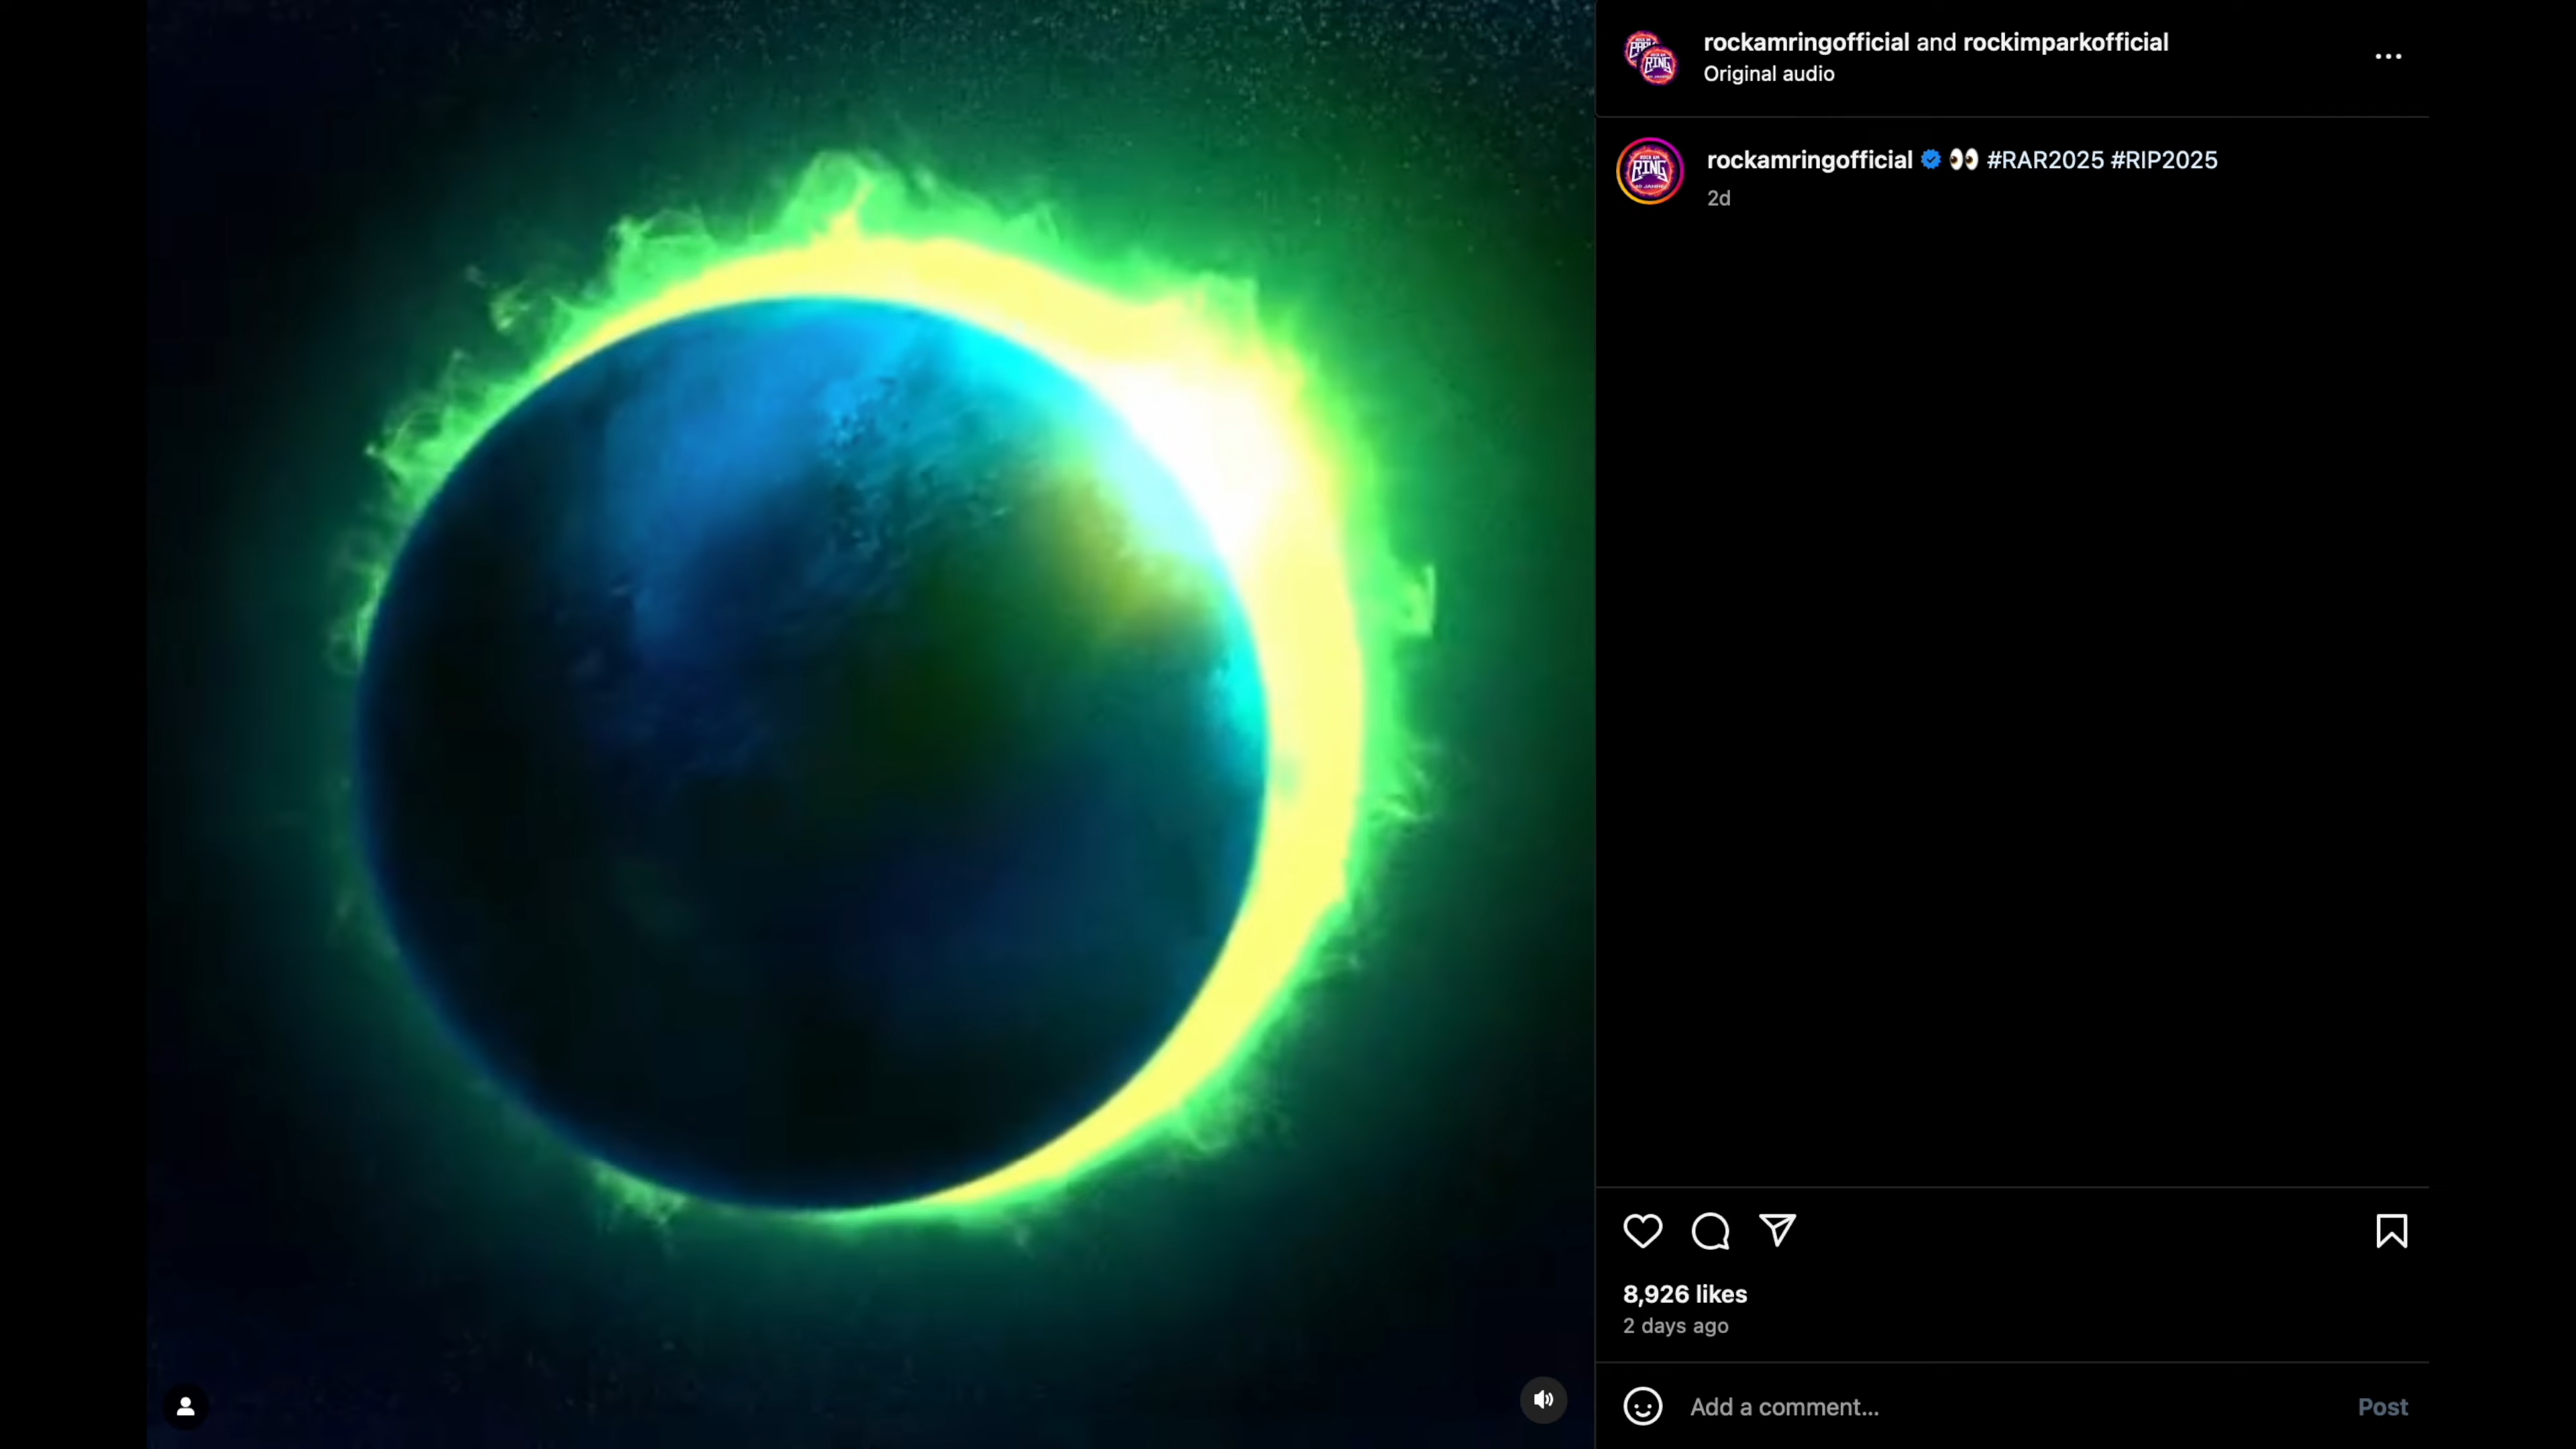 rockamringofficial and rockimparkofficial
Original audio
rockamringofficial 👀 #RAR2025 #RIP2025
2d
8,926 likes
2 days ago
Add a comment...
Post